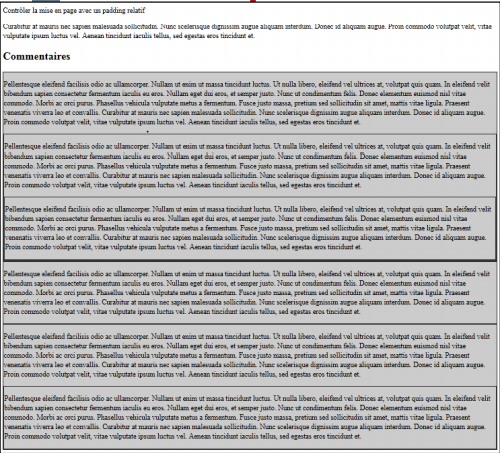 Contrôler la mise en page avec us padding relatif
Curabitur at mauris nec sapien malesuada sollicitudin. Nunc scelerisque dignissim augue aliquam interdum. Donec id aliquam augue. Proin commodo volutpat velit, vitae
vulputate ipsum luctus vel. Aenean tincidunt iaculis tellus, sed egestas eros tincidunt et.
Commentaires
Pellentesque eleifend facilisis odio ac ullamcorper. Nullam ut enim ut massa tincidunt luctus. Ut nulla libero, eleifend vel ultrices at, volutpat quis quam. In eleifend velit
bibendum sapien consectetur fermentum iaculis eu eros. Nullam eget dui eros, et semper justo. Nunc ut condimentum felis. Donec elementum euismod nisl vitae
commodo. Morbi ac orci purus. Phasellus vehicula vulputate metus a fermentum. Fusce justo massa, pretium sed sollicitudin sit amet, mattis vitae ligula. Praesent
venenatis viverra leo et convallis. Curabitur at mauris nec sapien malesuada sollicitudin. Nunc scelerisque dignissim augue aliquam interdum. Donec id aliquam augue.
Proin commodo volutpat velit, vitae vulputate ipsum luctus vel. Aenean tincidunt iaculis tellus, sed egestas eros tincidunt et.
Pellentesque eleifend facilisis odio ac ullamcorper. Nullam ut enim ut massa tincidunt luctus. Ut nulla libero, eleifend vel ultrices at, volutpat quis quam. In eleifend velit
bibendum sapien consectetur fermentum iaculis eu eros. Nullam eget dui eros, et semper justo. Nunc ut condimentum felis. Donec elementum euismod nisl vitae
commodo. Morbi ac orci purus. Phasellus vehicula vulputate metus a fermentum. Fusce justo massa, pretium sed sollicitudin sit amet, mattis vitae ligula. Praesent
venenatis viverra leo et convallis. Curabitur at mauris nec sapien malesuada sollicitudin. Nunc scelerisque dignissim augue aliquam interdum. Donec id aliquam augue.
Proin commodo volutpat velit, vitae vulputate ipsum luctus vel. Aenean tincidunt iaculis tellus, sed egestas eros tincidunt et.
Pellentesque eleifend facilisis odio ac ullamcorper. Nullam ut enim ut massa tincidunt luctus. Ut nulla libero, eleifend vel ultrices at, volutpat quis quam. In eleifend velit
bibendum sapien consectetur fermentum iaculis eu eros. Nullam eget dui eros, et semper justo. Nunc ut condimentum felis. Donec elementum euismod nisl vitae
commodo. Morbi ac orci purus. Phasellus vehicula vulputate metus a fermentum. Fusce justo massa, pretium sed sollicitudin sit amet, mattis vitae ligula. Praesent
venenatis viverra leo et convallis. Curabitur at mauris nec sapien malesuada sollicitudin. Nunc scelerisque dignissim augue aliquam interdum. Donec id aliquam augue.
Proin commodo volutpat velit, vitae vulputate ipsum luctus vel. Aenean tincidunt iaculis tellus, sed egestas eros tincidunt et.
Pellentesque eleifend facilisis odio ac ullamcorper. Nullam ut enim ut massa tincidunt luctus. Ut nulla libero, eleifend vel ultrices at, volutpat quis quam. In eleifend velit
bibendum sapien consectetur fermentum iaculis eu eros. Nullam eget dui eros, et semper justo. Nunc ut condimentum felis. Donec elementum euismod nisl vitae
commodo. Morbi ac orci purus. Phasellus vehicula vulputate metus a fermentum. Fusce justo massa, pretium sed sollicitudin sit amet, mattis vitae ligula. Praesent
venenatis viverra leo et convallis. Curabitur at mauris nec sapien malesuada sollicitudin. Nunc scelerisque dignissim augue aliquam interdum. Donec id aliquam augue.
Proin commodo volutpat velit, vitae vulputate ipsum luctus vel. Aenean tincidunt iaculis tellus, sed egestas eros tincidunt et.
Pellentesque eleifend facilisis odio ac ullamcorper. Nullam ut enim ut massa tincidunt luctus. Ut nulla libero, eleifend vel ultrices at, volutpat quis quam. In eleifend velit
bibendum sapien consectetur fermentum iaculis eu eros. Nullam eget dui eros, et semper justo. Nunc ut condimentum felis. Donec elementum euismod nisl vitae
commodo. Morbi ac orci purus. Phasellus vehicula vulputate metus a fermentum. Fusce justo massa, pretium sed sollicitudin sit amet, mattis vitae ligula. Praesent
venenatis viverra leo et convallis. Curabitur at mauris nec sapien malesuada sollicitudin. Nunc scelerisque dignissim augue aliquam interdum. Donec id aliquam augue.
Proin commodo volutpat velit, vitae vulputate ipsum luctus vel. Aenean tincidunt iaculis tellus, sed egestas eros tincidunt et.
Pellentesque eleifend facilisis odio ac ullamcorper. Nullam ut enim ut massa tincidunt luctus. Ut nulla libero, eleifend vel ultrices at, volutpat quis quam. In eleifend velit
bibendum sapien consectetur fermentum iaculis eu eros. Nullam eget dui eros, et semper justo. Nunc ut condimentum felis. Donec elementum euismod nisl vitae
commodo. Morbi ac orci purus. Phasellus vehicula vulputate metus a fermentum. Fusce justo massa, pretium sed sollicitudin sit amet, mattis vitae ligula. Praesent
venenatis viverra leo et convallis. Curabitur at mauris nec sapien malesuada sollicitudin. Nunc scelerisque dignissim augue aliquam interdum. Donec id aliquam augue.
Proin commodo volutpat velit, vitae vulputate ipsum luctus vel. Aenean tincidunt iaculis tellus, sed egestas eros tincidunt et.